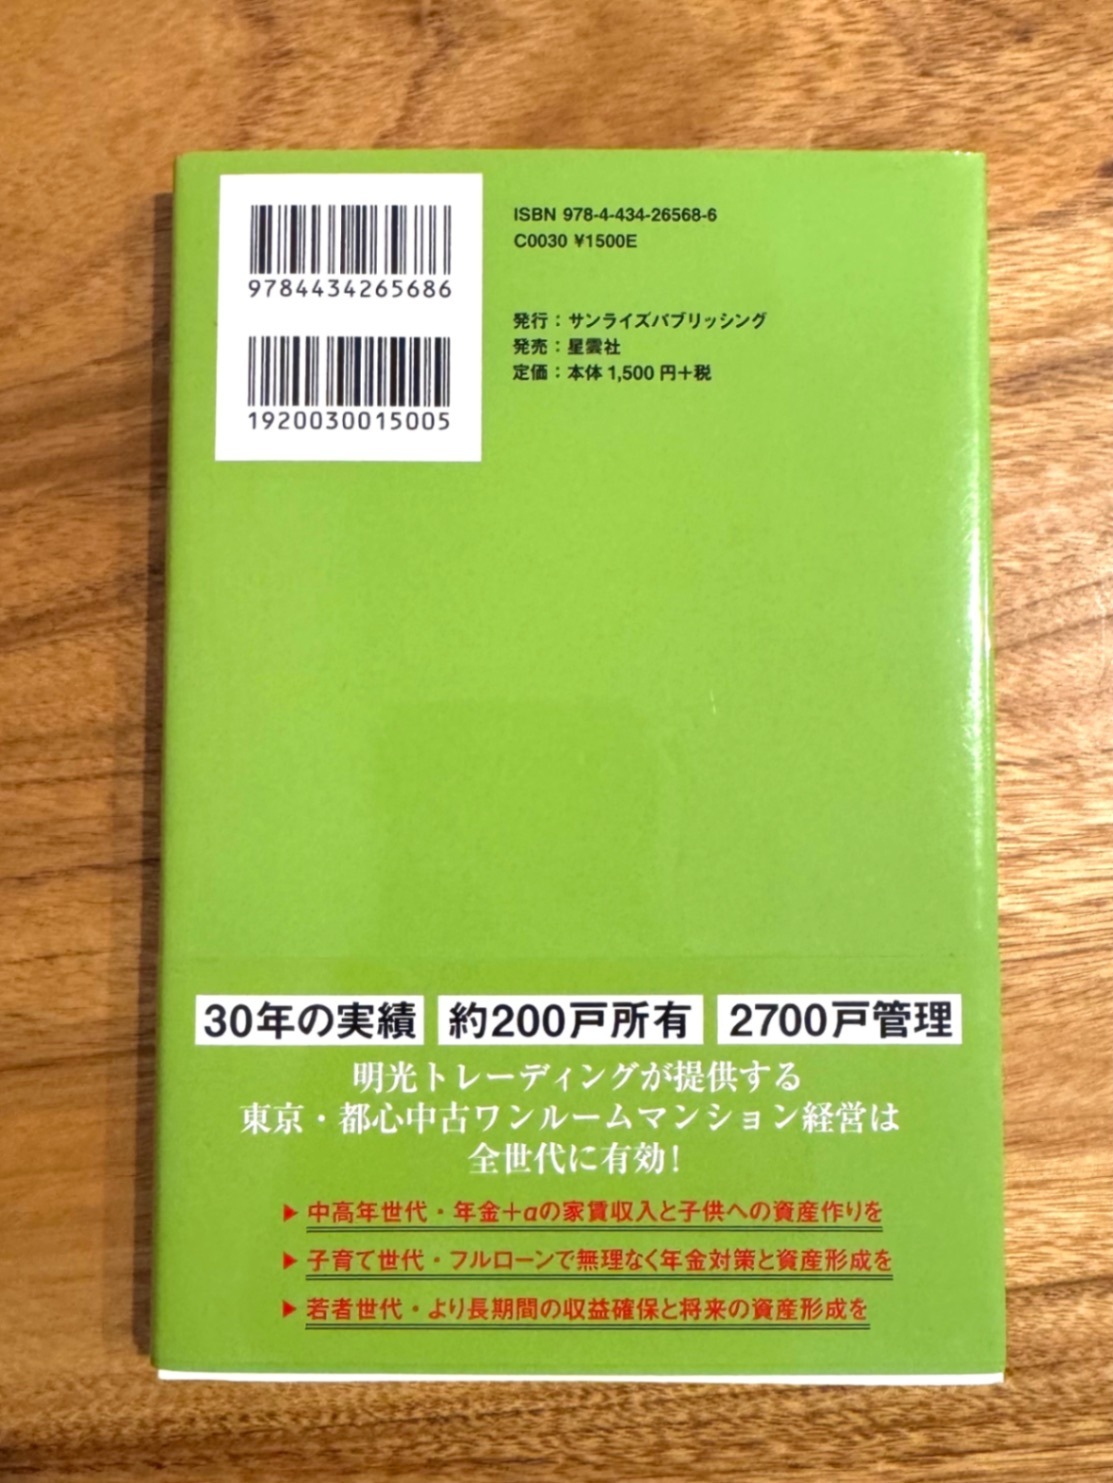 9784434265686
1920030015005
ISBN 978-4-434-26568-6
C0030 ¥1500E
発行：サンライズパブリッシング
発売：星雲社
定価：本体1,500円+税
30年の実績 約200戸所有 2700戸管理
明光トレーディングが提供する
東京・都心中古ワンルームマンション経営は
全世代に有効！
▶中高年世代・年金+αの家賃収入と子供への資産作りを
▶子育て世代・フルローンで無理なく年金対策と資産形成を
▶若者世代・より長期間の収益確保と将来の資産形成を